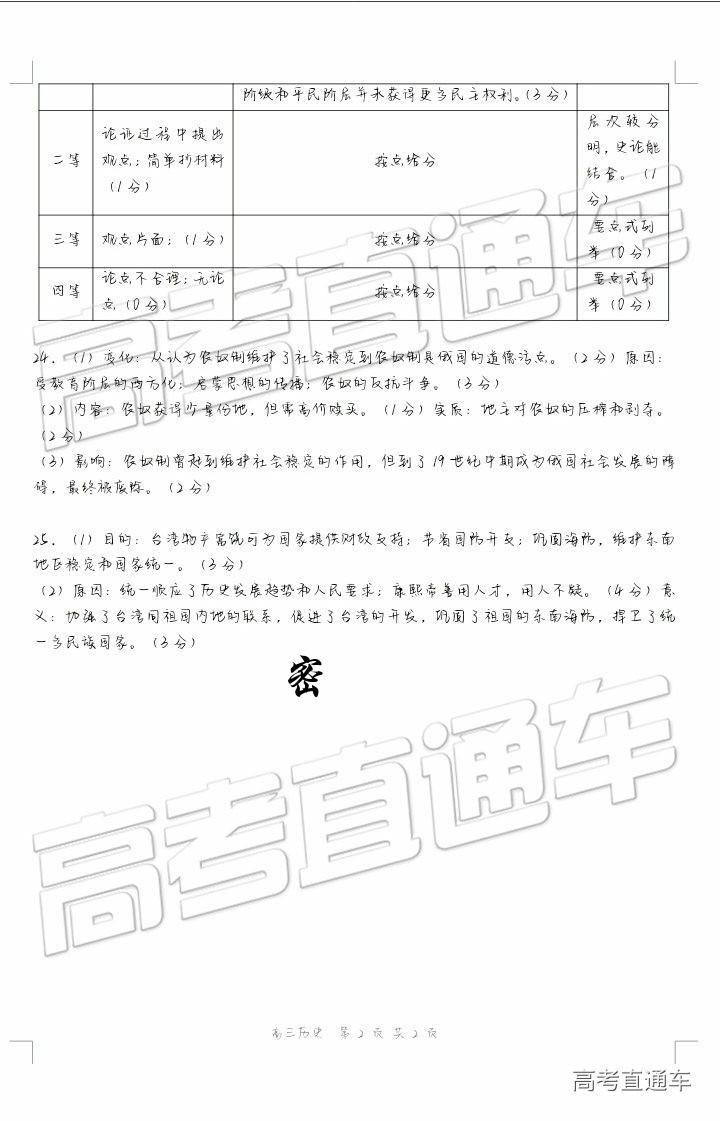 阶级和平民阶层并未获得更多民主权利。(3分)
二等
论证过程中提出
观点；简单抄材料
（1分）
按点给分
层次较分
明，史论能
结合。（1
分）
三等
观点片面；（1分）
按点给分
要点式列
举（0分）
四等
论点不合理；无论
点（0分）
按点给分
要点式列
举（0分）
24.（1）变化：从认为农奴制维护了社会稳定到农奴制是俄国的道德污点。（2分）原因：
受教育阶层的西方化；启蒙思想的传播；农奴的反抗斗争。（3分）
（2）内容：农奴获得少量份地，但需高价购买。（1分）实质：地主对农奴的压榨和剥夺。
（2分）
（3）影响：农奴制曾起到维护社会稳定的作用，但到了19世纪中期成为俄国社会发展的障
碍，最终被废除。（2分）
25.（1）目的：台湾物产富饶可为国家提供财政支持；节省国防开支；巩固海防，维护东南
地区稳定和国家统一。（3分）
（2）原因：统一顺应了历史发展趋势和人民要求；康熙帝善用人才，用人不疑。（4分）意
义：加强了台湾同祖国内地的联系，促进了台湾的开发，巩固了祖国的东南海防，捍卫了统
一多民族国家。（3分）
密
高三历史 第2页 共2页
高考直通车
高考直通车
高考直通车